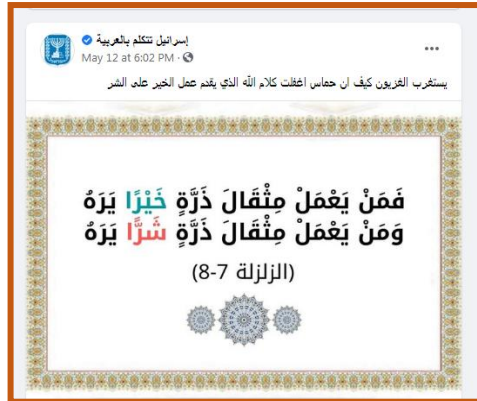 إسرائيل تتكلم بالعربية
May 12 at 6:02 PM ·
يستغرب الغزيون كيف ان حماس اغفلت كلام الله الذي يقدم عمل الخير على الشر
فَمَنْ يَعْمَلْ مِثْقَالَ ذَرَّةٍ خَيْرًا يَرَهُ
وَمَنْ يَعْمَلْ مِثْقَالَ ذَرَّةٍ شَرًّا يَرَهُ
(الزلزلة 7-8)